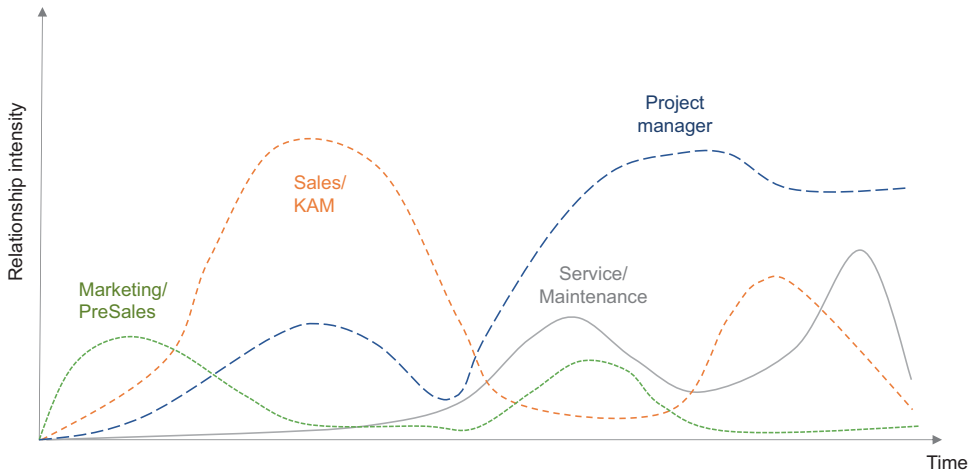 Relationship intensity
Project
manager
Sales/
KAM
Marketing/
PreSales
Service/
Maintenance
Time